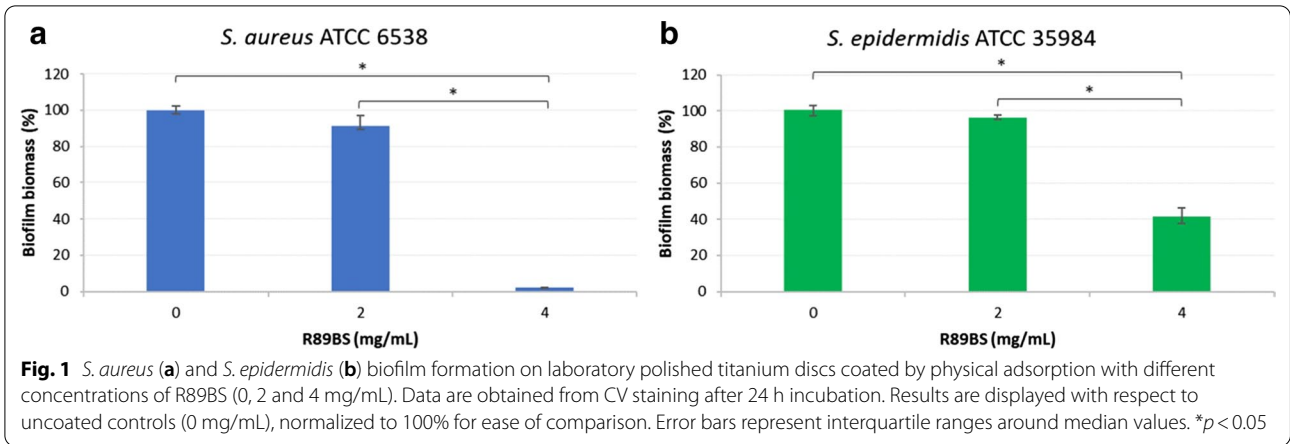 a
S. aureus ATCC 6538
*
*
120
100
80
60
40
20
0
Biofilm biomass (%)
0 2 4
R89BS (mg/mL)
b
S. epidermidis ATCC 35984
*
*
120
100
80
60
40
20
0
Biofilm biomass (%)
0 2 4
R89BS (mg/mL)
Fig. 1 S. aureus (a) and S. epidermidis (b) biofilm formation on laboratory polished titanium discs coated by physical adsorption with different
concentrations of R89BS (0, 2 and 4 mg/mL). Data are obtained from CV staining after 24 h incubation. Results are displayed with respect to
uncoated controls (0 mg/mL), normalized to 100% for ease of comparison. Error bars represent interquartile ranges around median values. *p < 0.05